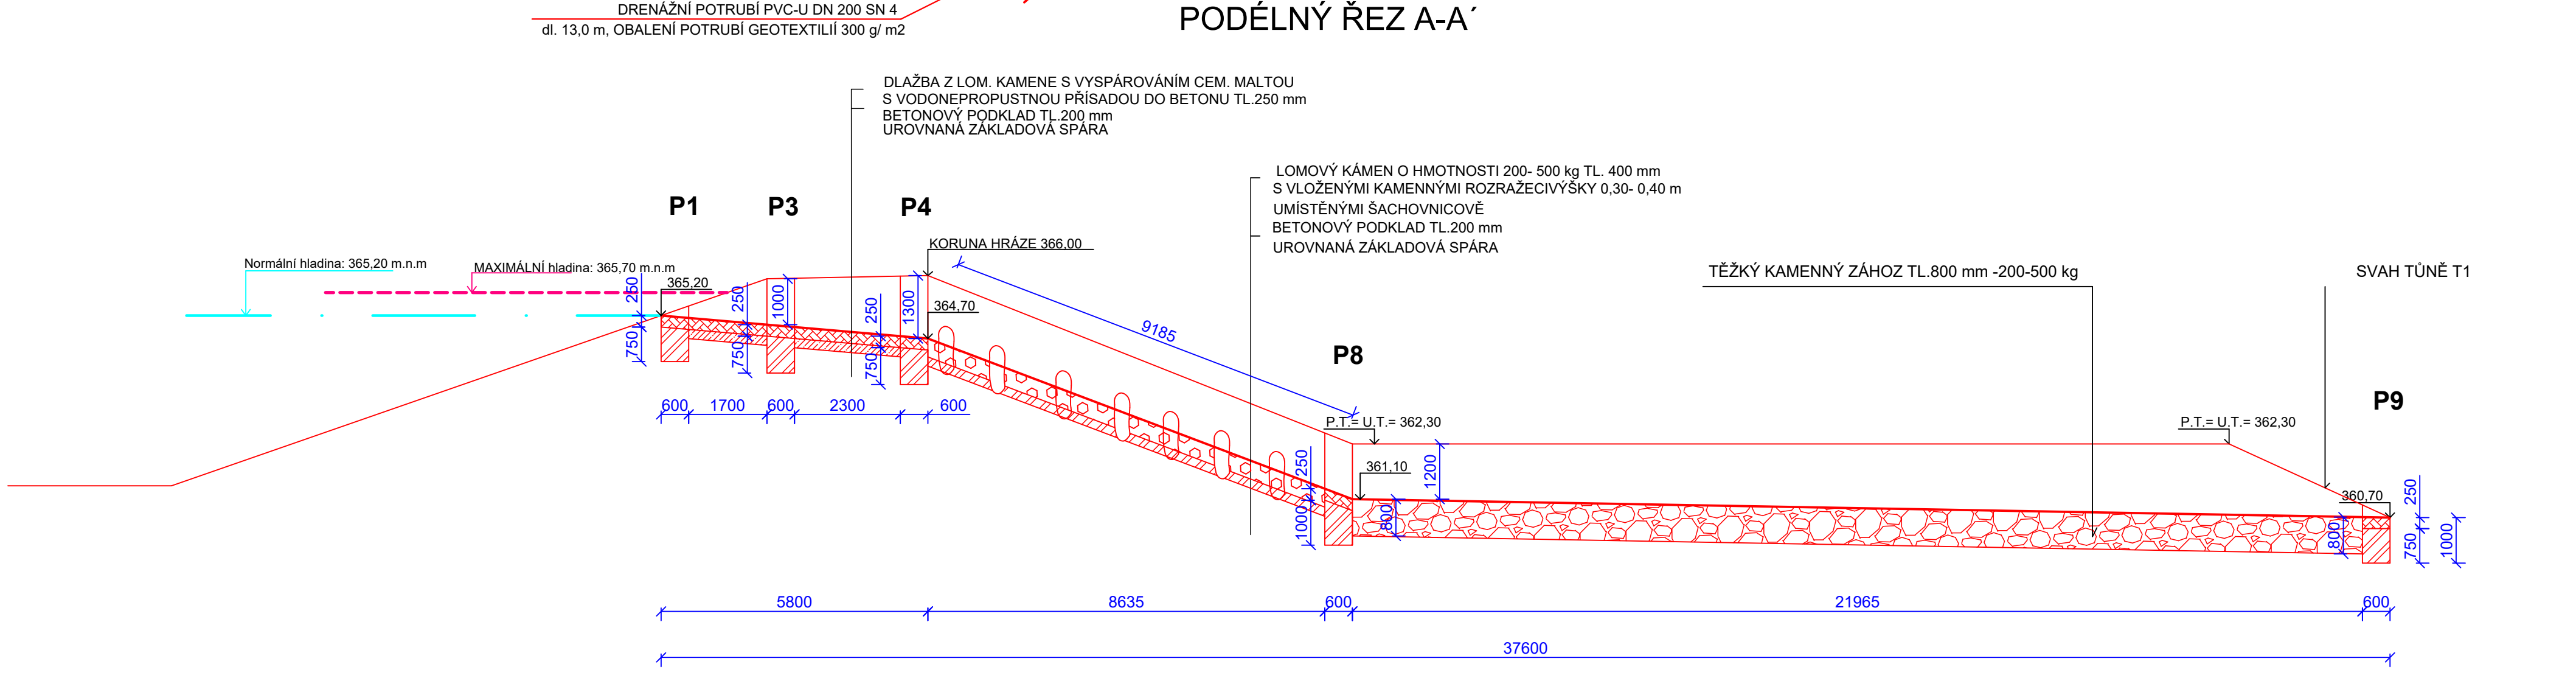 DRENÁŽNÍ POTRUBÍ PVC-U DN 200 SN 4
dl. 13,0 m, OBALENÍ POTRUBÍ GEOTEXTILIÍ 300 g/ m2
PODÉLNÝ ŘEZ A-A´
DLAŽBA Z LOM. KAMENE S VYSPÁROVÁNÍM CEM. MALTOU
S VODONEPROPUSTNOU PŘÍSADOU DO BETONU TL.250 mm
BETONOVÝ PODKLAD TL.200 mm
UROVNANÁ ZÁKLADOVÁ SPÁRA
LOMOVÝ KÁMEN O HMOTNOSTI 200- 500 kg TL. 400 mm
S VLOŽENÝMI KAMENNÝMI ROZRAŽECIVÝŠKY 0,30- 0,40 m
UMÍSTĚNÝMI ŠACHOVNICOVĚ
BETONOVÝ PODKLAD TL.200 mm
UROVNANÁ ZÁKLADOVÁ SPÁRA
P1
P3
P4
KORUNA HRÁZE 366,00
Normální hladina: 365,20 m.n.m
MAXIMÁLNÍ hladina: 365,70 m.n.m
TĚŽKÝ KAMENNÝ ZÁHOZ TL.800 mm -200-500 kg
SVAH TŮNĚ T1
365,20
364,70
250
750
250
750
1000
250
750
1300
9185
P8
P9
600
1700
600
2300
600
P.T.= U.T.= 362,30
P.T.= U.T.= 362,30
361,10
360,70
250
1000
1200
800
800
250
750
1000
5800
8635
600
21965
600
37600